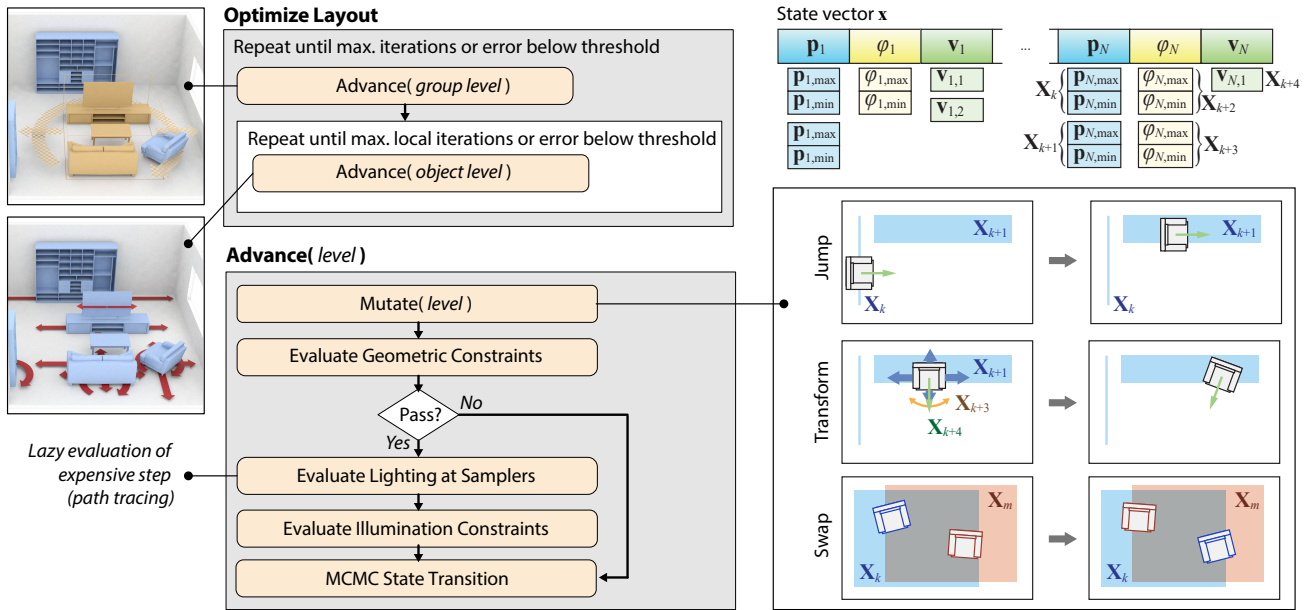 Optimize Layout
Repeat until max. iterations or error below threshold
Advance( group level )
Repeat until max. local iterations or error below threshold
Advance( object level )
Advance( level )
Mutate( level )
Evaluate Geometric Constraints
Pass?
No
Yes
Lazy evaluation of
expensive step
(path tracing)
Evaluate Lighting at Samplers
Evaluate Illumination Constraints
MCMC State Transition
State vector x
p1 φ1 v1 ... pN φN vN
p1,max φ1,max v1,1 Xk pN,max φN,max vN,1 Xk+4
p1,min φ1,min v1,2 pN,min φN,min Xk+2
p1,max Xk+1 pN,max φN,max Xk+3
p1,min pN,min φN,min
Jump
Xk+1
Xk
Xk+1
Xk
Transform
Xk+1
Xk+3
Xk+4
Swap
Xm
Xk
Xm
Xk